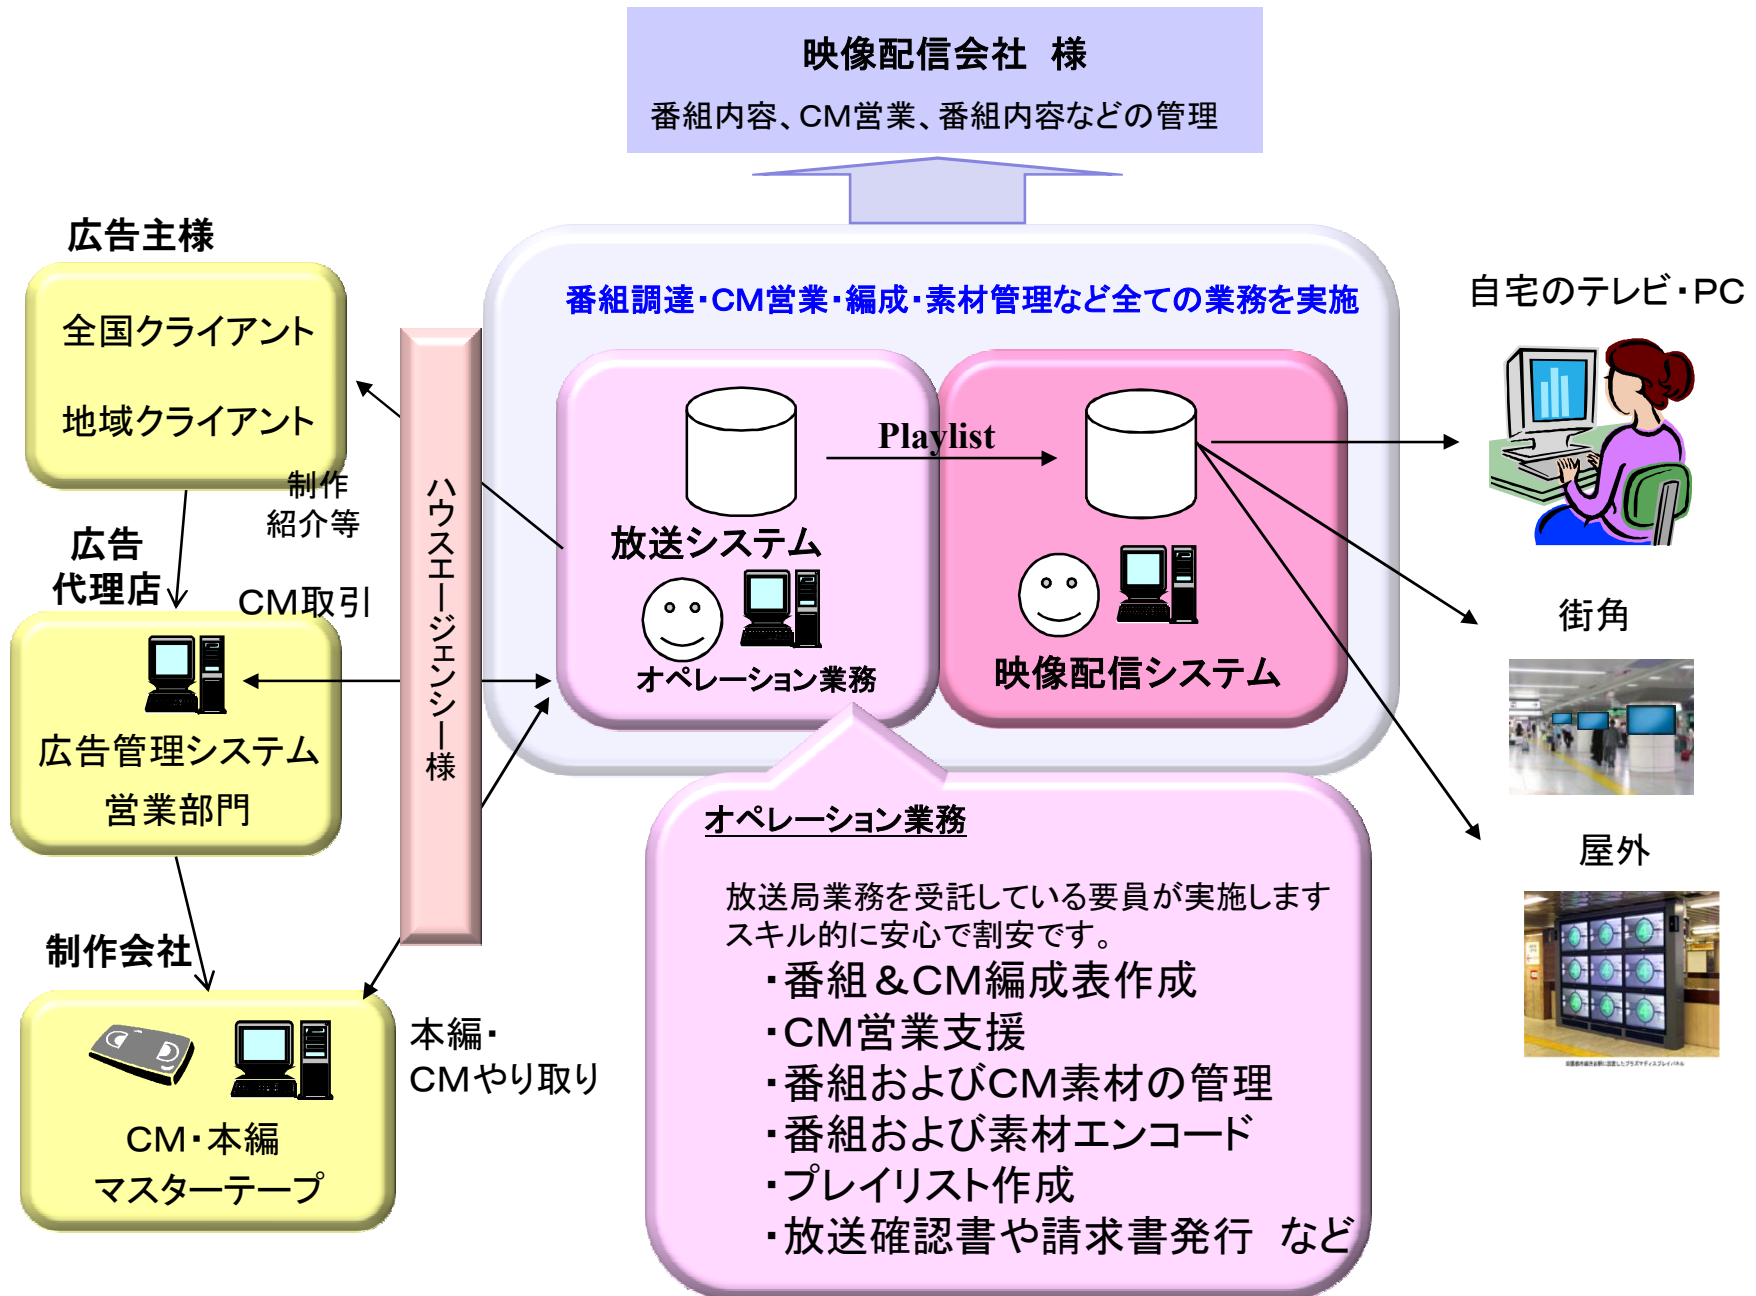 映像配信会社　様
番組内容、CM営業、番組内容などの管理
広告主様
全国クライアント
地域クライアント
制作
紹介等
広告
代理店
CM取引
広告管理システム
営業部門
制作会社
CM・本編
マスターテープ
本編・
CMやり取り
ハウスエージェンシー様
番組調達・CM営業・編成・素材管理など全ての業務を実施
Playlist
放送システム
オペレーション業務
映像配信システム
オペレーション業務
放送局業務を受託している要員が実施します
スキル的に安心で割安です。
・番組＆CM編成表作成
・CM営業支援
・番組およびCM素材の管理
・番組および素材エンコード
・プレイリスト作成
・放送確認書や請求書発行　など
自宅のテレビ・PC
街角
屋外